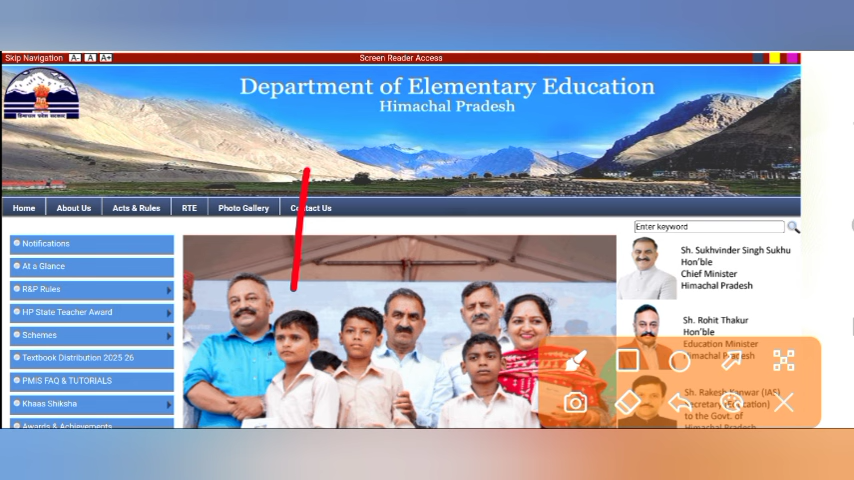 Skip Navigation A- A A+ Screen Reader Access
Department of Elementary Education
Himachal Pradesh
हिमाचल प्रदेश सरकार
Home About Us Acts & Rules RTE Photo Gallery Contact Us
Enter keyword
Notifications
At a Glance
R&P Rules
HP State Teacher Award
Schemes
Textbook Distribution 2025 26
PMIS FAQ & TUTORIALS
Khaas Shiksha
Awards & Achievements
Sh. Sukhvinder Singh Sukhu
Hon'ble
Chief Minister
Himachal Pradesh
Sh. Rohit Thakur
Hon'ble
Education Minister
Himachal Pradesh
Sh. Rakesh Kanwar (IAS)
Secretary (Education)
to the Govt. of
Himachal Pradesh